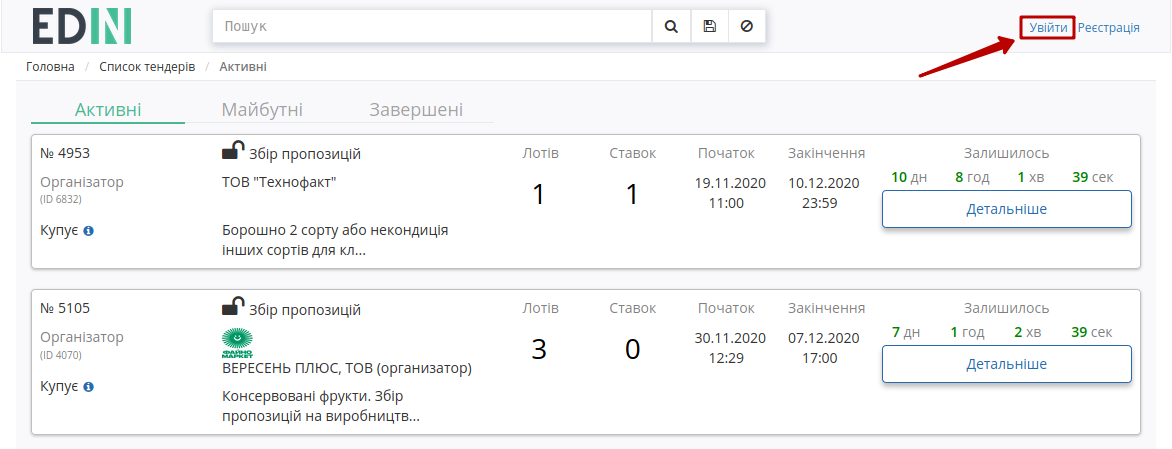 EDIN
Пошук
Увійти Реєстрація
Головна / Список тендерів / Активні
Активні Майбутні Завершені
№ 4953 Збір пропозицій Лотів Ставок Початок Закінчення Залишилось
Організатор ТОВ "Технофакт" 1 1 19.11.2020 10.12.2020 10 дн 8 год 1 хв 39 сек
(ID 6832) 11:00 23:59 Детальніше
Купує Борошно 2 сорту або некондиція
інших сортів для кл...
№ 5105 Збір пропозицій Лотів Ставок Початок Закінчення Залишилось
Організатор ФАЙНО МАРКЕТ 3 0 30.11.2020 07.12.2020 7 дн 1 год 2 хв 39 сек
(ID 4070) 12:29 17:00 Детальніше
ВЕРЕСЕНЬ ПЛЮС, ТОВ (организатор)
Купує Консервовані фрукти. Збір
пропозицій на виробництв...